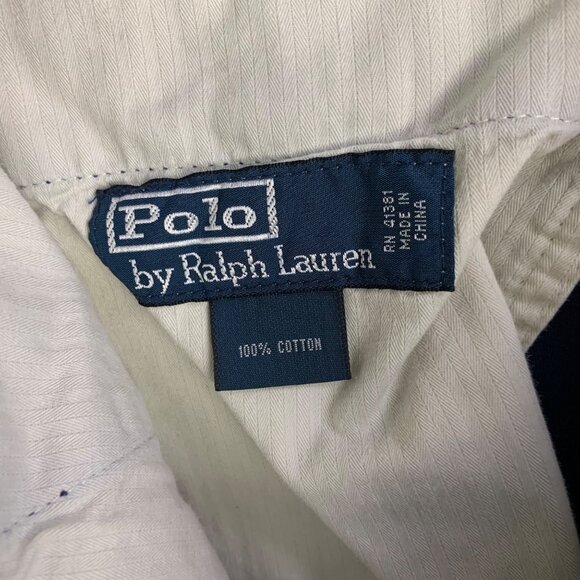 Polo
by Ralph Lauren
RN 41381
MADE IN
CHINA
100% COTTON